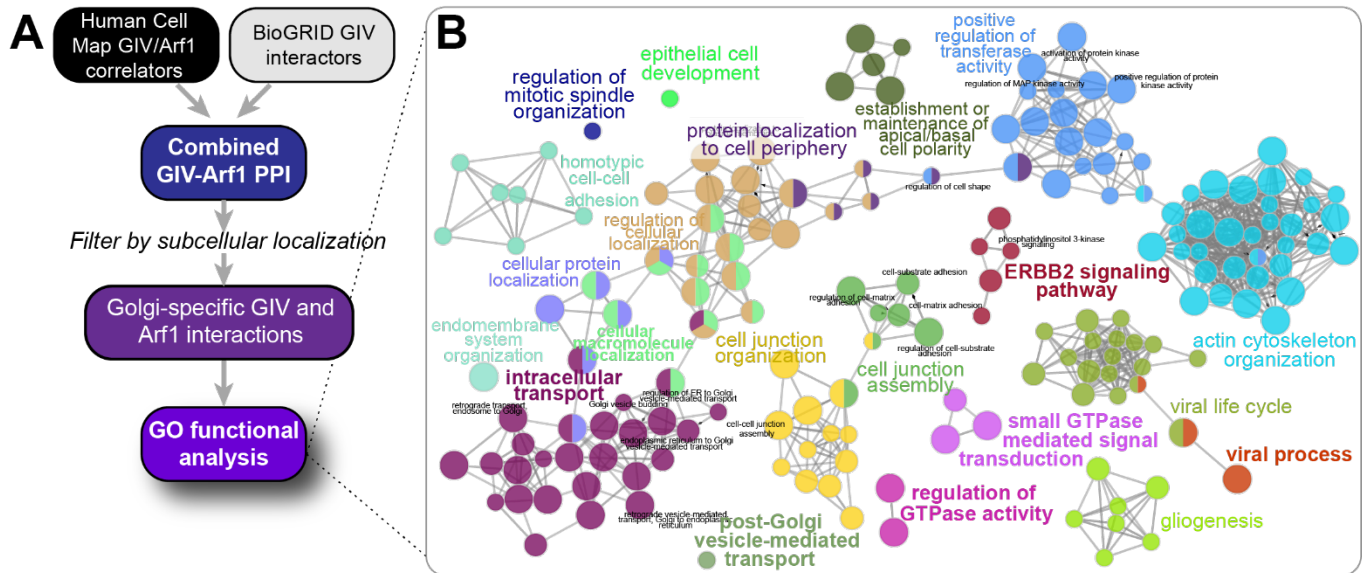 A
Human Cell
Map GIV/Arf1
correlators
BioGRID GIV
interactors
Combined
GIV-Arf1 PPI
Filter by subcellular localization
Golgi-specific GIV and
Arf1 interactions
GO functional
analysis
B
regulation of
mitotic spindle
organization
epithelial cell
development
establishment or
maintenance of
apical/basal
cell polarity
positive
regulation of
transferase
activity
activation of protein kinase
activity
regulation of MAP kinase activity
positive regulation of protein
kinase activity
protein localization
to cell periphery
homotypic
cell-cell
adhesion
regulation of
cellular
localization
regulation of cell shape
cellular protein
localization
phosphatidylinositol 3-kinase
signaling
ERBB2 signaling
pathway
cell-substrate adhesion
regulation of cell-matrix
adhesion
cell-matrix adhesion
regulation of cell-substrate
adhesion
actin cytoskeleton
organization
endomembrane
system
organization
cellular
macromolecule
localization
cell junction
organization
cell junction
assembly
intracellular
transport
regulation of ER to Golgi
vesicle-mediated transport
Golgi vesicle budding
retrograde transport,
endosome to Golgi
endoplasmic reticulum to Golgi
vesicle-mediated transport
cell-cell junction
assembly
small GTPase
mediated signal
transduction
viral life cycle
viral process
retrograde vesicle-mediated
transport, Golgi to endoplasmic
reticulum
post-Golgi
vesicle-mediated
transport
regulation of
GTPase activity
gliogenesis